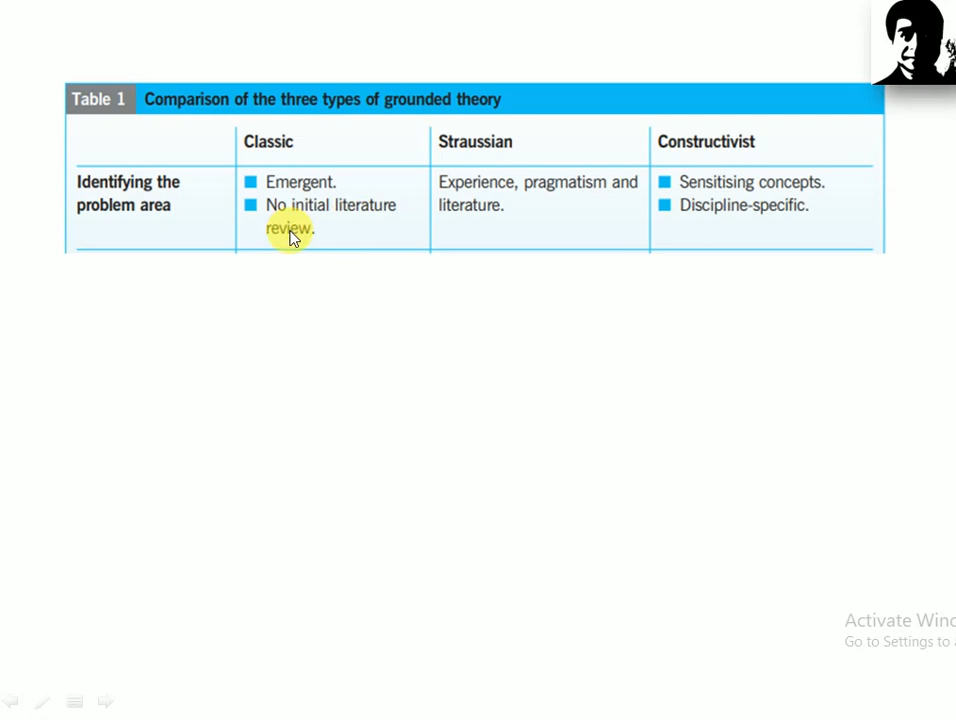 Table 1 Comparison of the three types of grounded theory
Classic Straussian Constructivist
Identifying the problem area
Emergent.
No initial literature
review.
Experience, pragmatism and
literature.
Sensitising concepts.
Discipline-specific.
Activate Wind
Go to Settings to